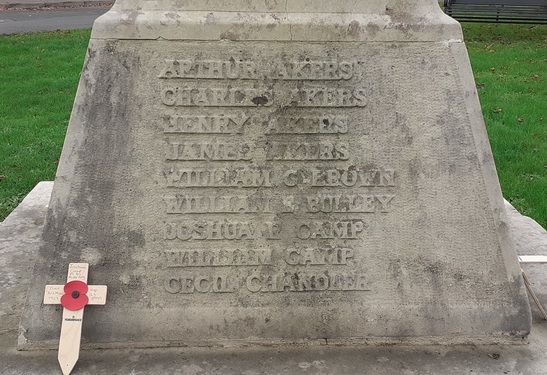 ARTHUR AKERS
CHARLES AKERS
HENRY AKERS
JAMES AKERS
WILLIAM C. BROWN
WILLIAM F. BULLEY
JOSHUA CAMP
WILLIAM CAMP
CECIL CHANDLER